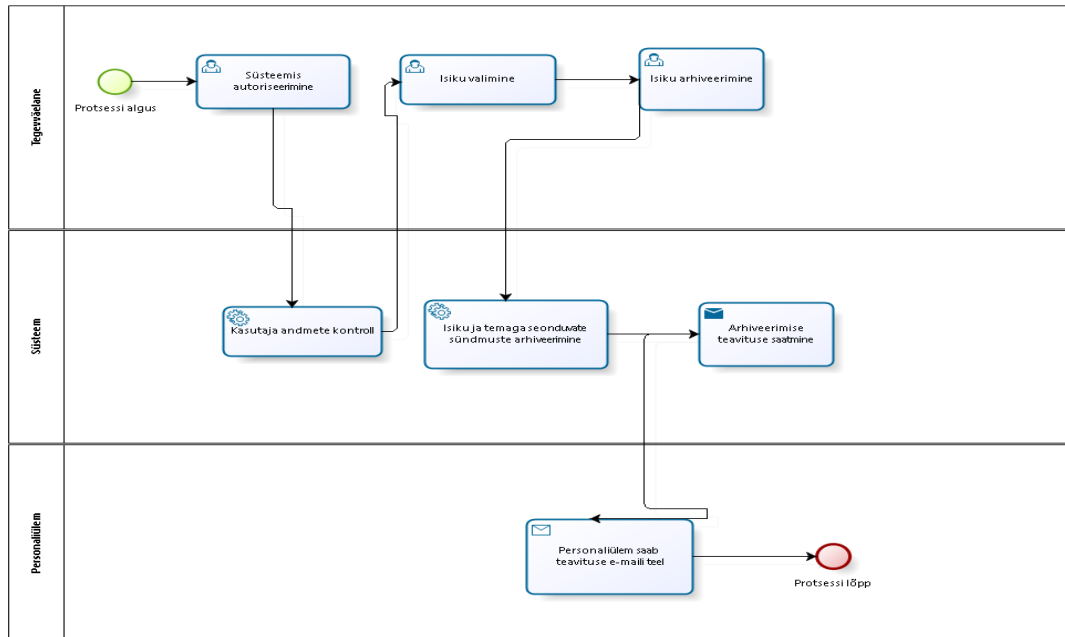 Tegevväelane
Protsessi algus
Süsteemis
autoriseerimine
Isiku valimine
Isiku arhiveerimine
Süsteem
Kasutaja andmete kontroll
Isiku ja temaga seonduvate
sündmuste arhiveerimine
Arhiveerimise
teavituse saatmine
Personaliülem
Personaliülem saab
teavituse e-maili teel
Protsessi lõpp